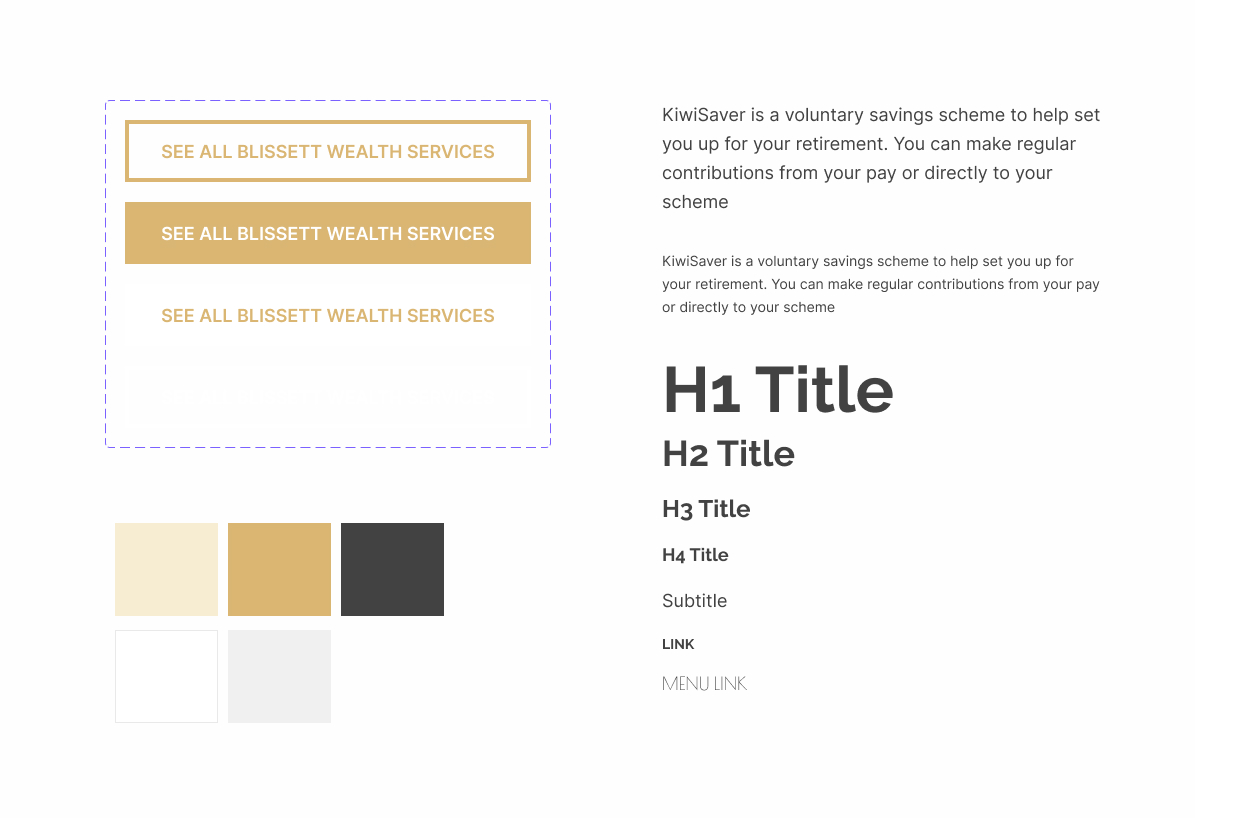 SEE ALL BLISSETT WEALTH SERVICES
SEE ALL BLISSETT WEALTH SERVICES
SEE ALL BLISSETT WEALTH SERVICES
KiwiSaver is a voluntary savings scheme to help set
you up for your retirement. You can make regular
contributions from your pay or directly to your
scheme
KiwiSaver is a voluntary savings scheme to help set you up for
your retirement. You can make regular contributions from your pay
or directly to your scheme
H1 Title
H2 Title
H3 Title
H4 Title
Subtitle
LINK
MENU LINK